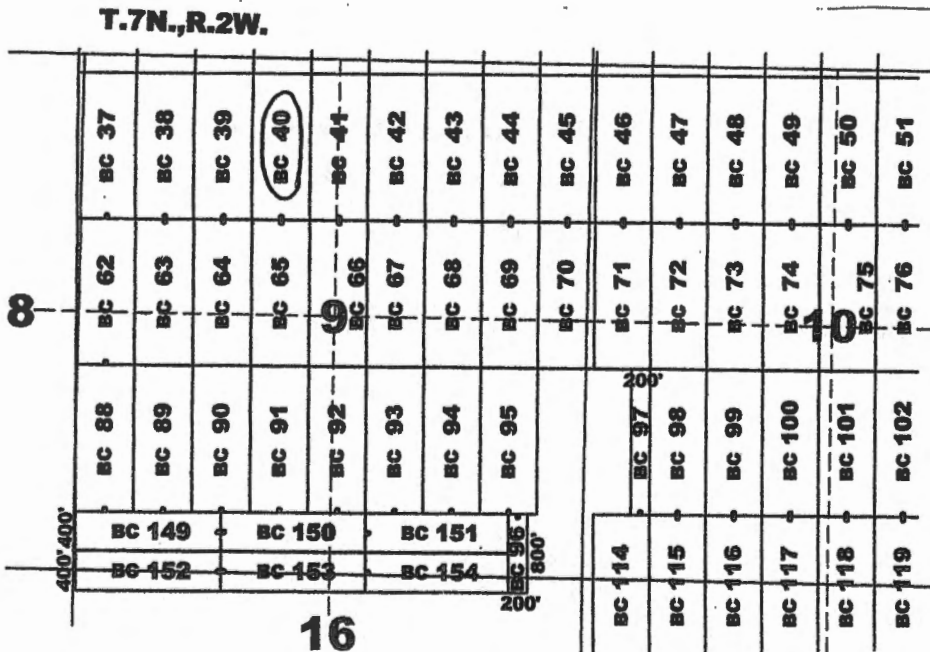 T.7N.,R.2W.
BC 37
BC 38
BC 39
BC 40
BC 41
BC 42
BC 43
BC 44
BC 45
BC 46
BC 47
BC 48
BC 49
BC 50
BC 51
BC 62
BC 63
BC 64
BC 65
BC 66
BC 67
BC 68
BC 69
BC 70
BC 71
BC 72
BC 73
BC 74
BC 75
BC 76
8
9
10
200'
BC 88
BC 89
BC 90
BC 91
BC 92
BC 93
BC 94
BC 95
BC 97
BC 98
BC 99
BC 100
BC 101
BC 102
400'
BC 149
BC 150
BC 151
BC 96
800'
400'
BC 152
BC 153
BC 154
200'
BC 114
BC 115
BC 116
BC 117
BC 118
BC 119
16